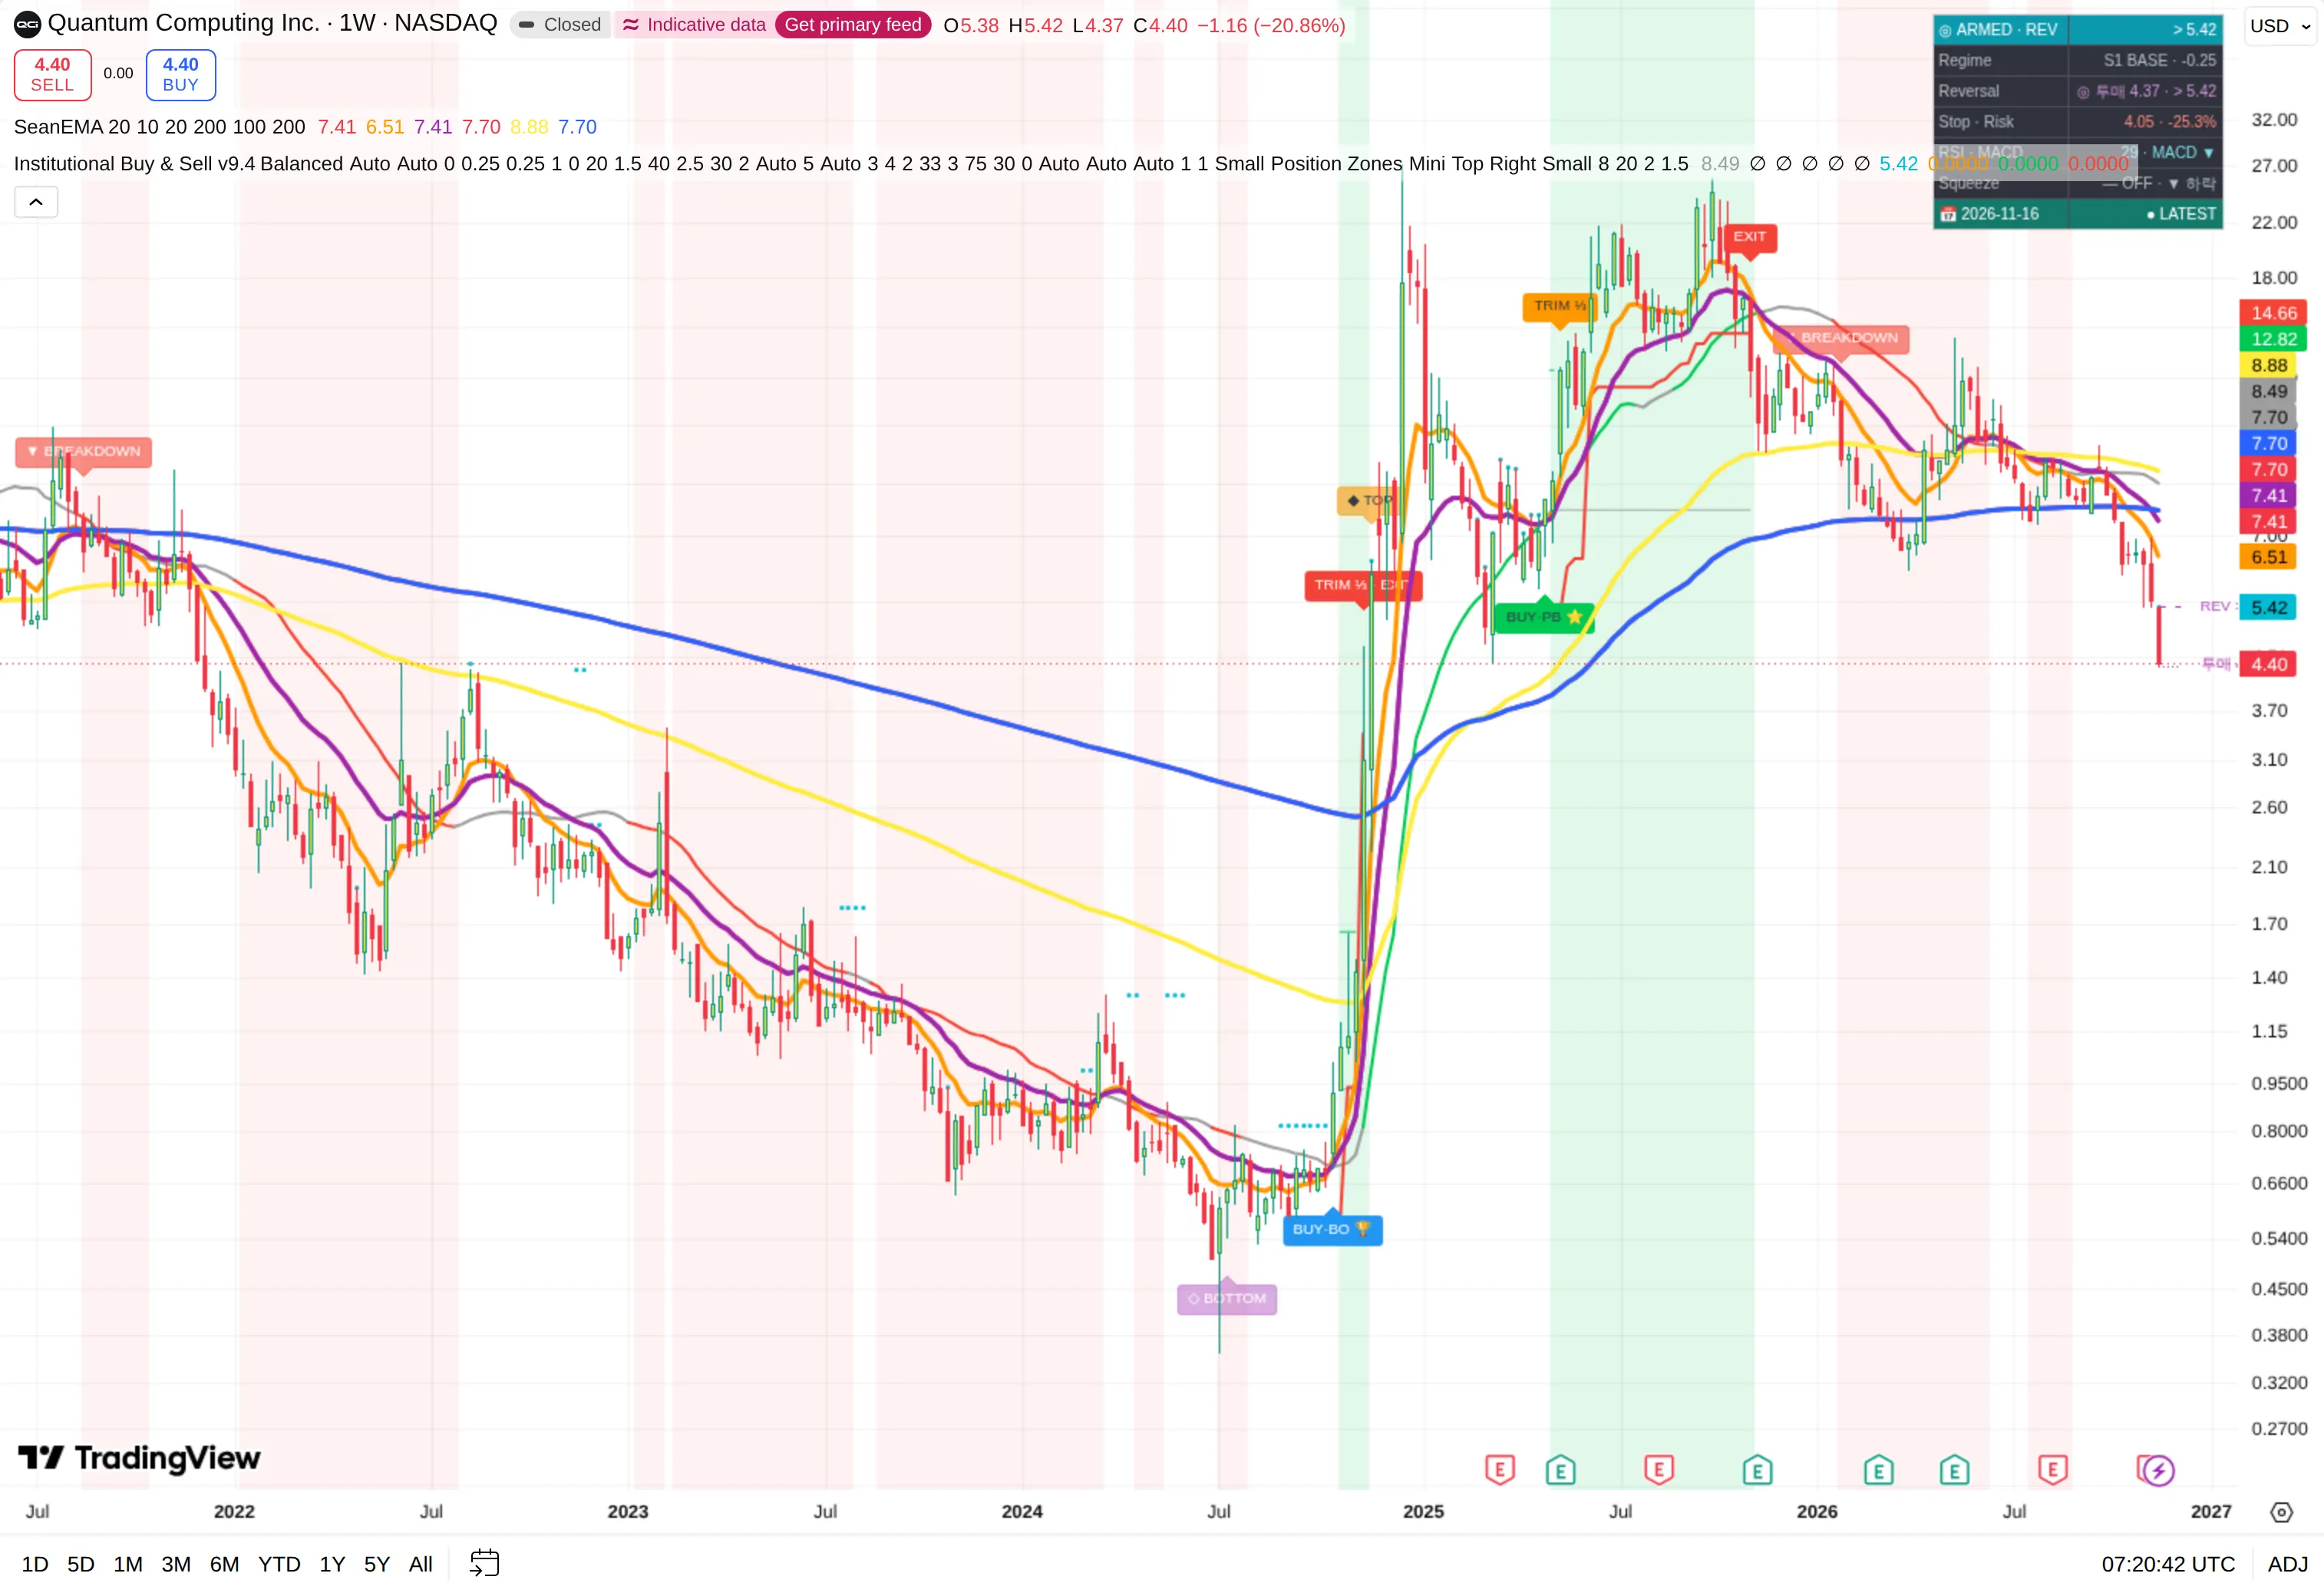 Quantum Computing Inc. · 1W · NASDAQ Closed Indicative data Get primary feed O5.38 H5.42 L4.37 C4.40 −1.16 (−20.86%)
4.40 SELL 0.00 4.40 BUY
SeanEMA 20 10 20 200 100 200 7.41 6.51 7.41 7.70 8.88 7.70
Institutional Buy & Sell v9.4 Balanced Auto Auto 0 0.25 0.25 1 0 20 1.5 40 2.5 30 2 Auto 5 Auto 3 4 2 33 3 75 30 0 Auto Auto Auto 1 1 Small Position Zones Mini Top Right Small 8 20 2 1.5 8.49 ∅ ∅ ∅ ∅ ∅ 5.42 0.0000 0.0000 0.0000
◎ ARMED · REV > 5.42
Regime S1 BASE · -0.25
Reversal ◎ 투매 4.37 · > 5.42
Stop · Risk 4.05 · -25.3%
RSI · MACD 29 · MACD ▼
Squeeze — OFF · ▼ 하락
2026-11-16 ● LATEST
USD
32.00
27.00
22.00
18.00
14.66
12.82
8.88
8.49
7.70
7.70
7.70
7.41
7.41
7.00
6.51
REV 5.42
투매 4.40
3.70
3.10
2.60
2.10
1.70
1.40
1.15
0.9500
0.8000
0.6600
0.5400
0.4500
0.3800
0.3200
0.2700
▼ BREAKDOWN
EXIT
TRIM ⅓
BREAKDOWN
◆ TOP
TRIM ⅓ · EXIT
BUY·PB ⭐
BUY·BO 🏆
◇ BOTTOM
TradingView
E E E E E E E
Jul 2022 Jul 2023 Jul 2024 Jul 2025 Jul 2026 Jul 2027
1D 5D 1M 3M 6M YTD 1Y 5Y All 07:20:42 UTC ADJ